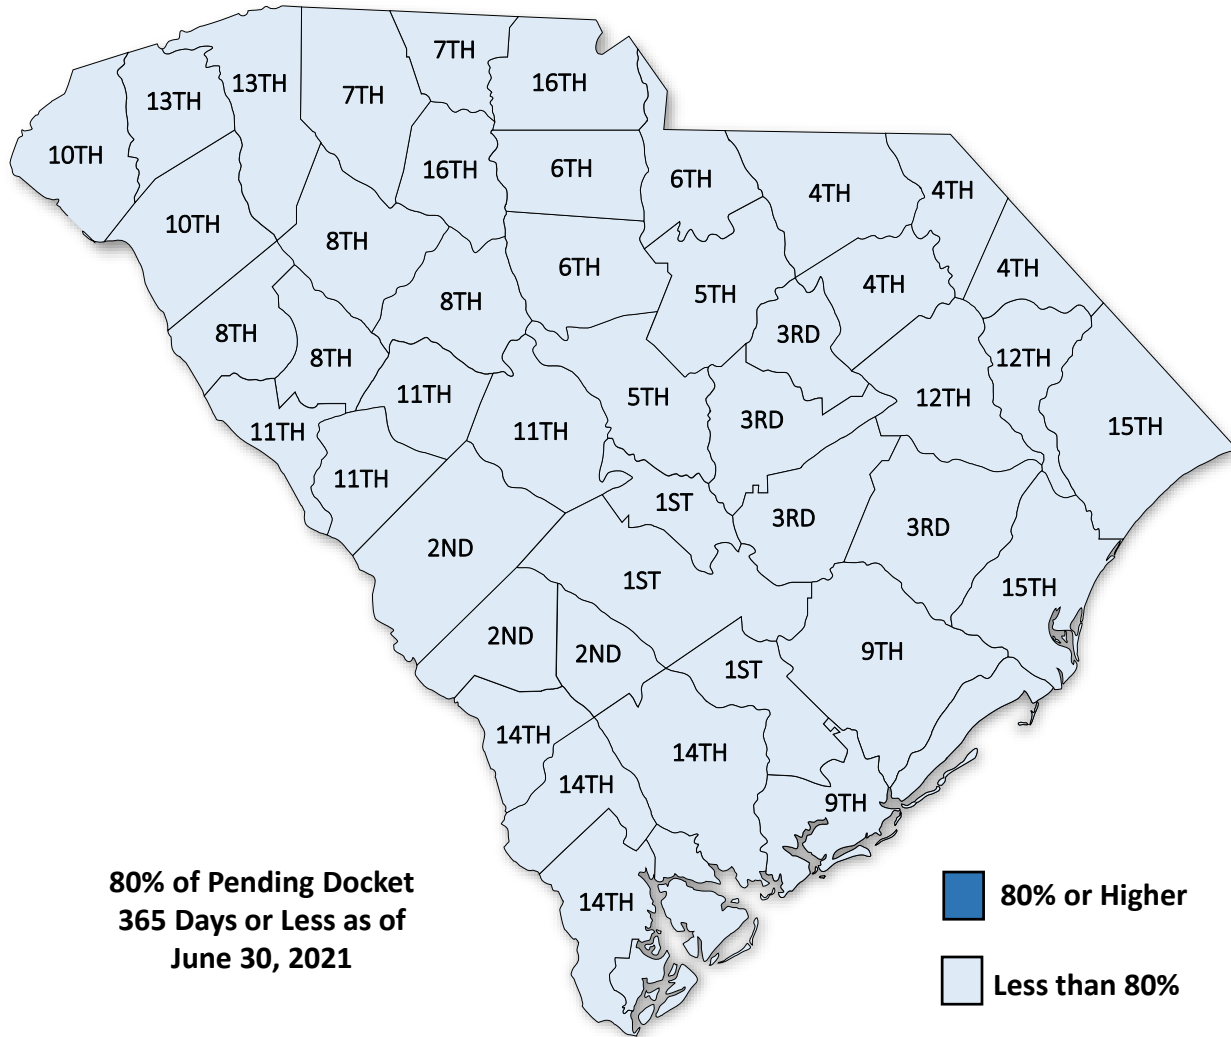 7TH
16TH
13TH
13TH
7TH
10TH
16TH
6TH
6TH
4TH
4TH
10TH
8TH
6TH
4TH
4TH
5TH
8TH
8TH
3RD
8TH
12TH
11TH
5TH
12TH
3RD
15TH
11TH
11TH
11TH
1ST
3RD
3RD
2ND
1ST
15TH
2ND
2ND
9TH
1ST
14TH
14TH
14TH
9TH
14TH
80% of Pending Docket
365 Days or Less as of
June 30, 2021
80% or Higher
Less than 80%